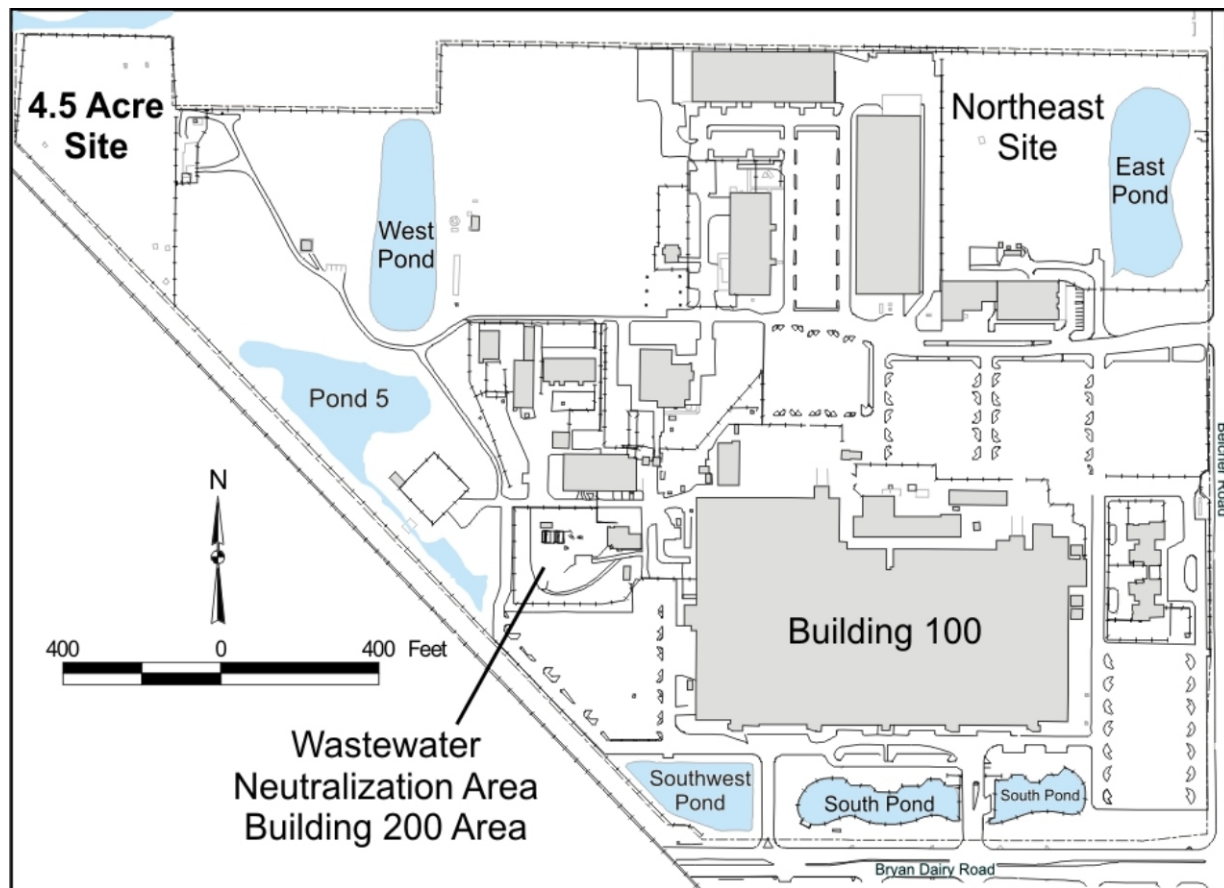 4.5 Acre
Site
Northeast
Site
East
Pond
West
Pond
Pond 5
Belcher Road
N
400
0
400
Feet
Building 100
Wastewater
Neutralization Area
Building 200 Area
Southwest
Pond
South Pond
South Pond
Bryan Dairy Road